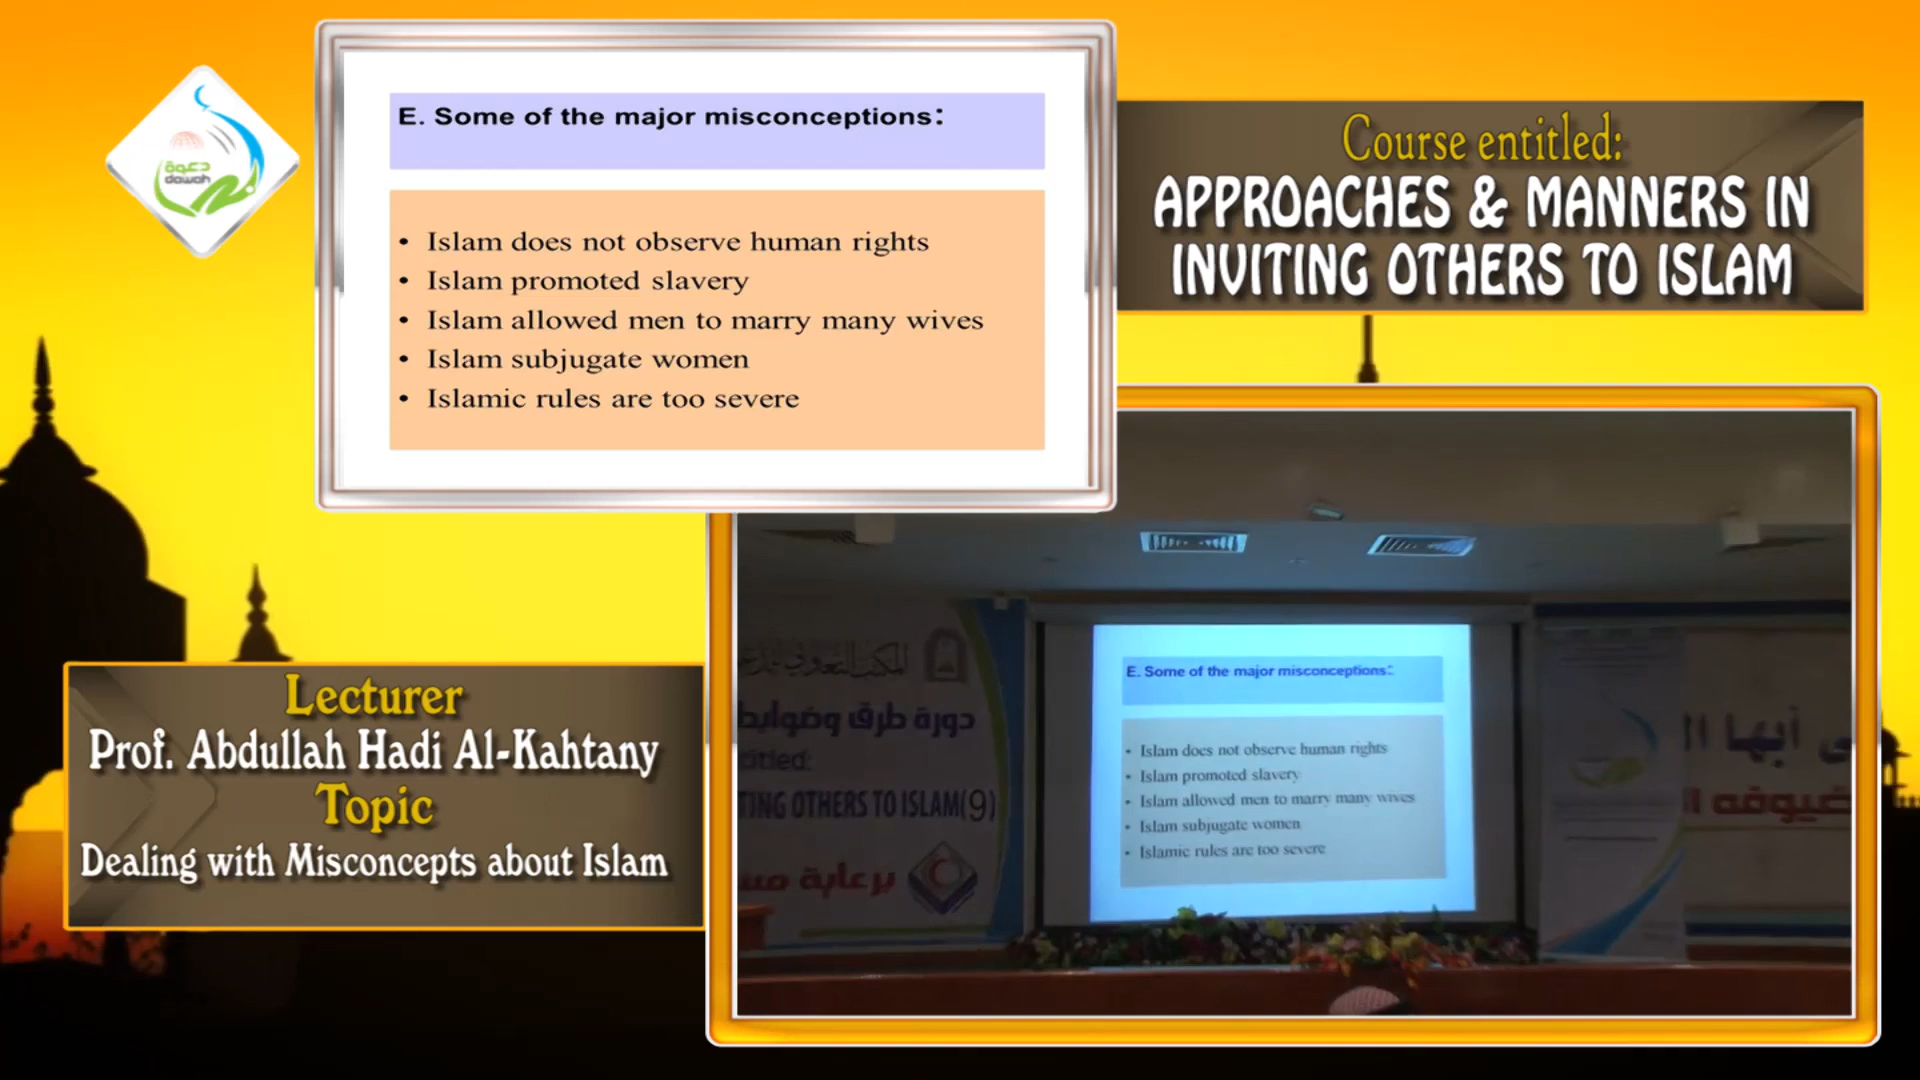 دعوة
dawah
E. Some of the major misconceptions:
• Islam does not observe human rights
• Islam promoted slavery
• Islam allowed men to marry many wives
• Islam subjugate women
• Islamic rules are too severe
Course entitled:
APPROACHES & MANNERS IN
INVITING OTHERS TO ISLAM
Lecturer
Prof. Abdullah Hadi Al-Kahtany
Topic
Dealing with Misconcepts about Islam
دورة طرق وضوابط
TING OTHERS TO ISLAM(9)
برعاية
E. Some of the major misconceptions:
• Islam does not observe human rights
• Islam promoted slavery
• Islam allowed men to marry many wives
• Islam subjugate women
• Islamic rules are too severe
أبها